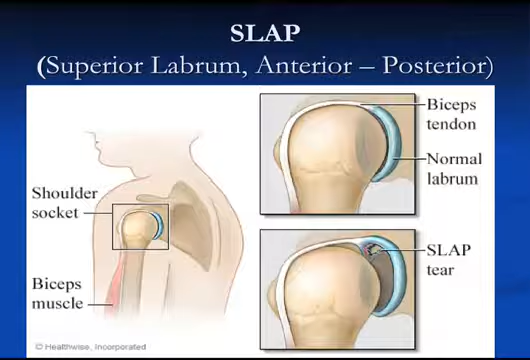 SLAP
(Superior Labrum, Anterior – Posterior)
Shoulder
socket
Biceps
muscle
Biceps
tendon
Normal
labrum
SLAP
tear
© Healthwise, Incorporated